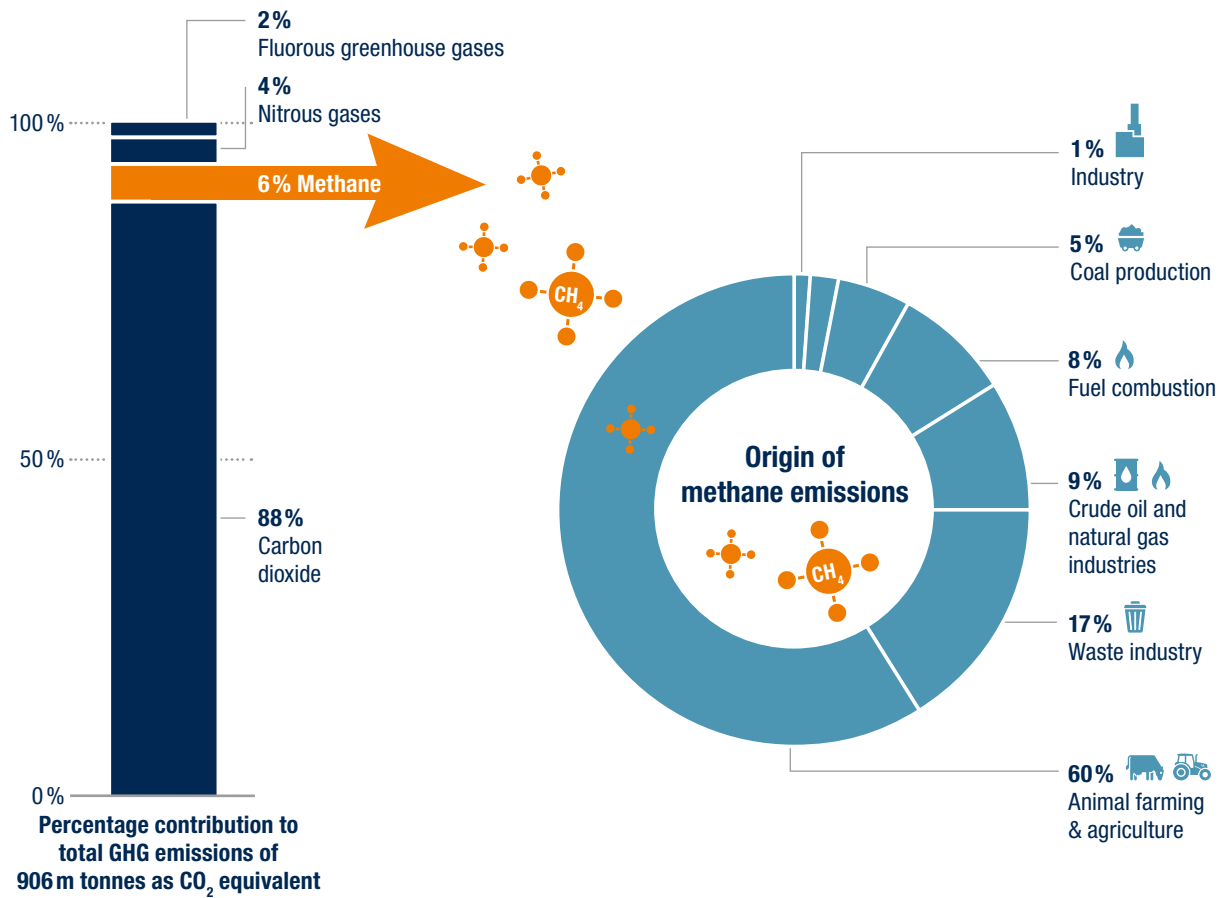 2 %
Fluorous greenhouse gases
4 %
Nitrous gases
100 %
6 % Methane
50 %
88 %
Carbon
dioxide
0 %
Percentage contribution to
total GHG emissions of
906 m tonnes as CO₂ equivalent
CH₄
Origin of
methane emissions
CH₄
1 %
Industry
5 %
Coal production
8 %
Fuel combustion
9 %
Crude oil and
natural gas
industries
17 %
Waste industry
60 %
Animal farming
& agriculture